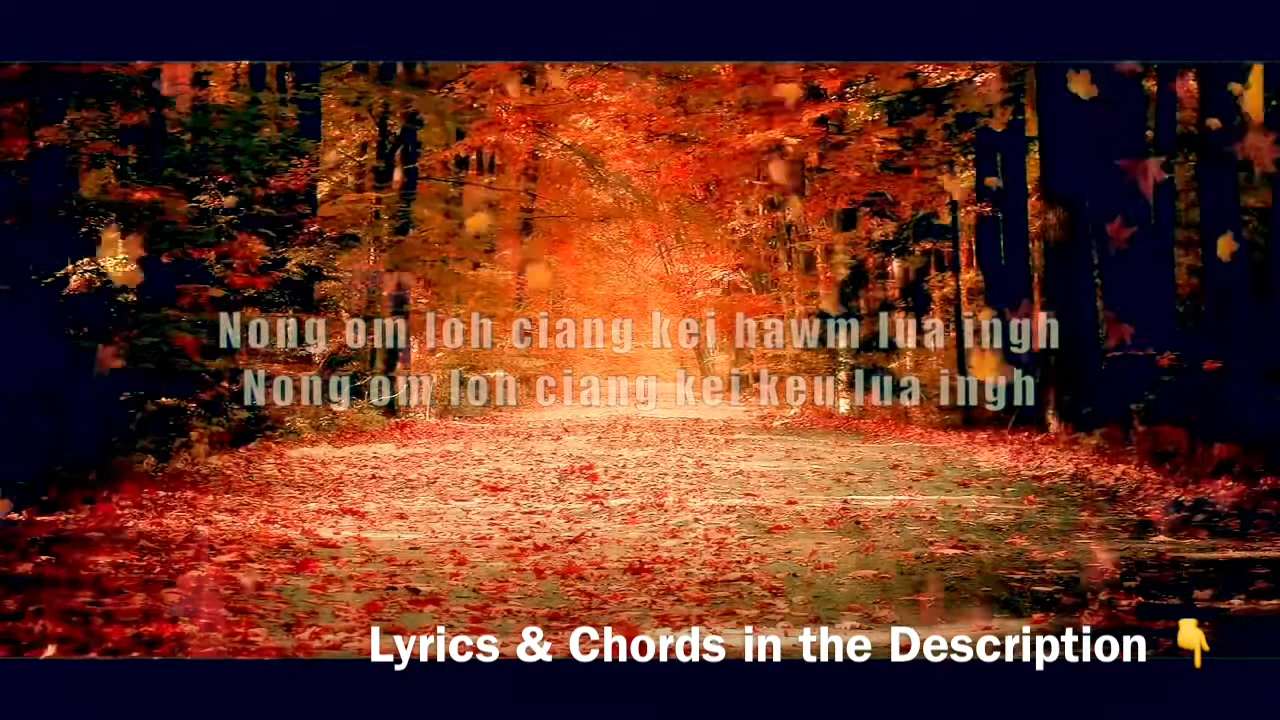 Nong om loh ciang kei hawm lua ingh
Nong om loh ciang kei keu lua ingh
Lyrics & Chords in the Description 👇